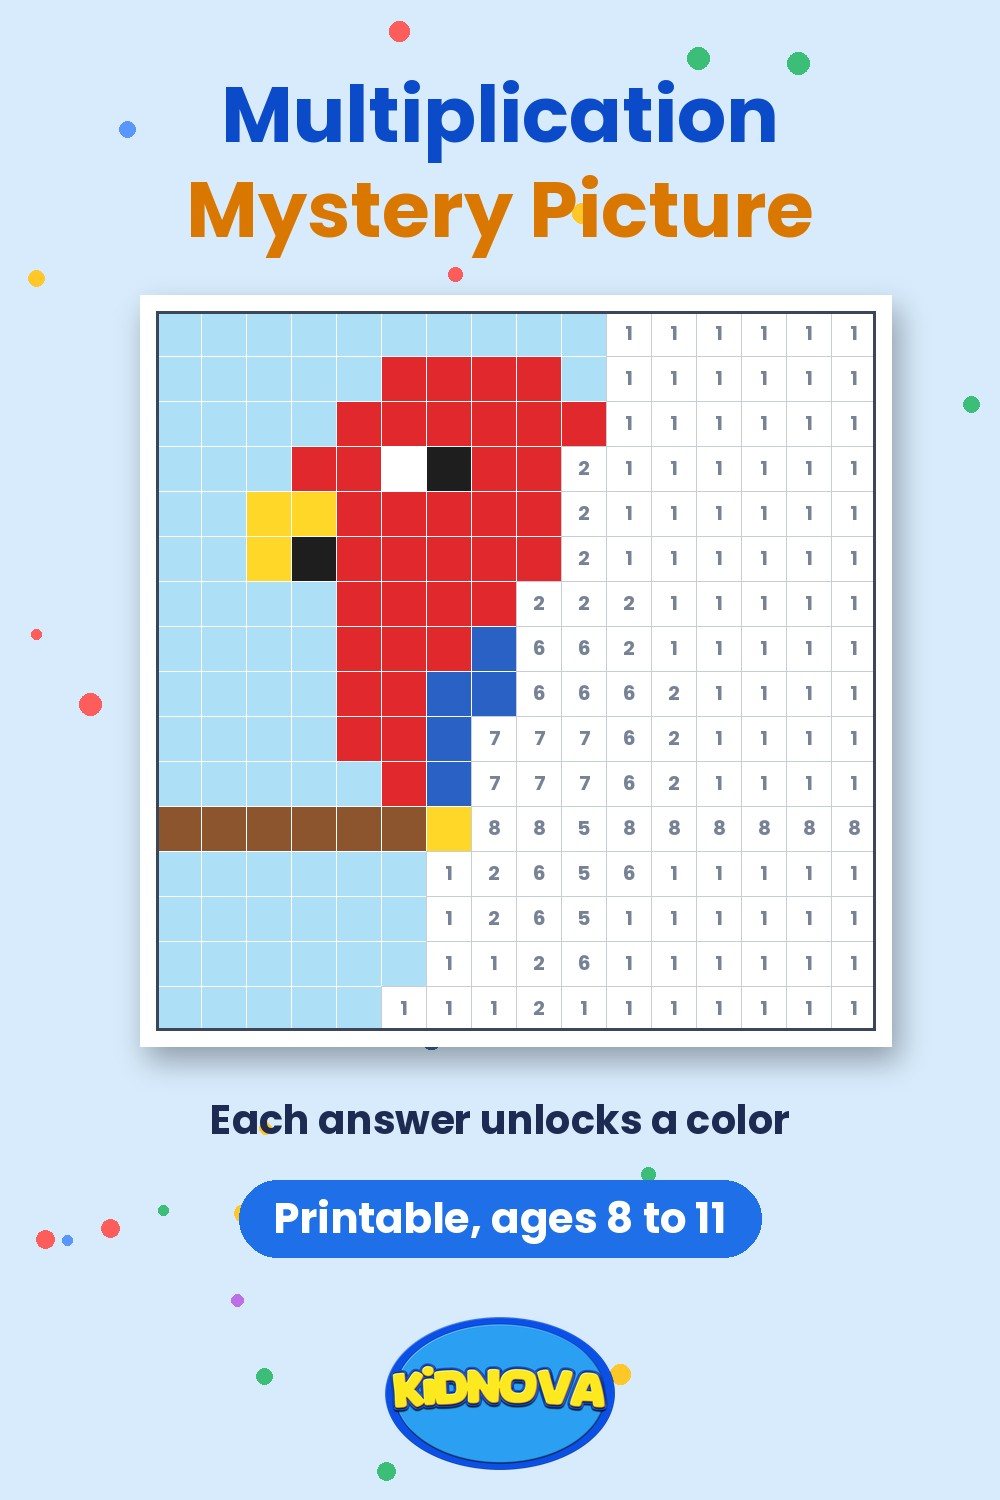 Multiplication
Mystery Picture
1 1 1 1 1 1
1 1 1 1 1 1
1 1 1 1 1 1
2 1 1 1 1 1 1
2 1 1 1 1 1 1
2 1 1 1 1 1 1
2 2 2 1 1 1 1 1
6 6 2 1 1 1 1 1
6 6 6 2 1 1 1 1
7 7 7 6 2 1 1 1 1
7 7 7 6 2 1 1 1 1
8 8 5 8 8 8 8 8 8
1 2 6 5 6 1 1 1 1 1
1 2 6 5 1 1 1 1 1 1
1 1 2 6 1 1 1 1 1 1
1 1 1 2 1 1 1 1 1 1 1
Each answer unlocks a color
Printable, ages 8 to 11
KiDNOVA